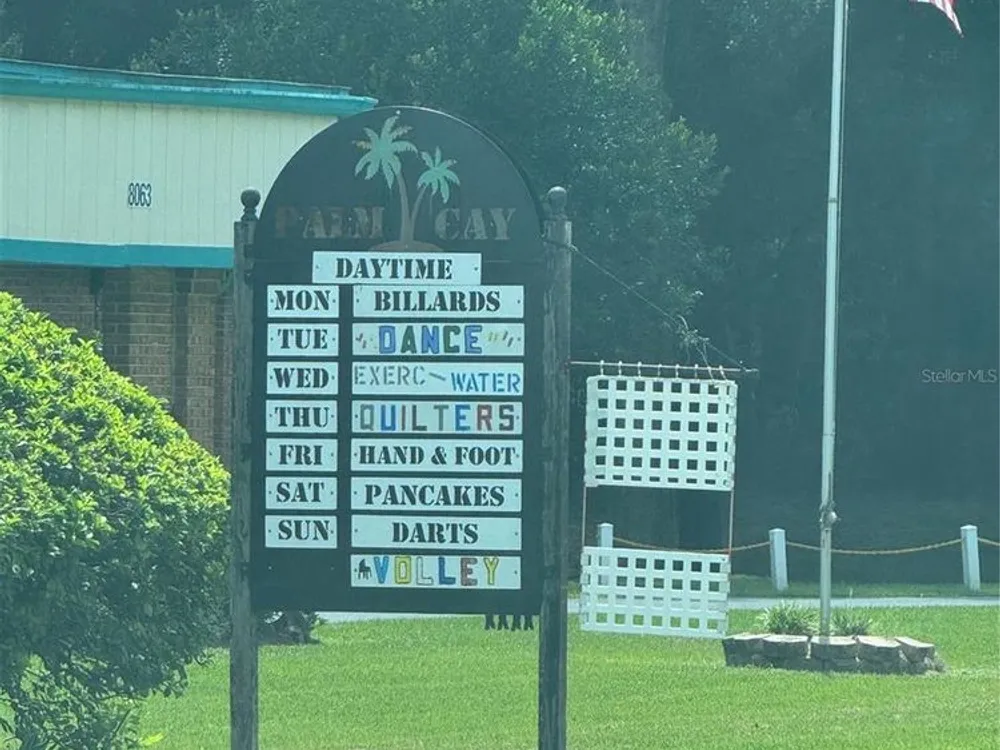 8063
PALM CAY
DAYTIME
MON BILLARDS
TUE DANCE
WED EXERC~WATER
THU QUILTERS
FRI HAND & FOOT
SAT PANCAKES
SUN DARTS
VOLLEY
Stellar MLS